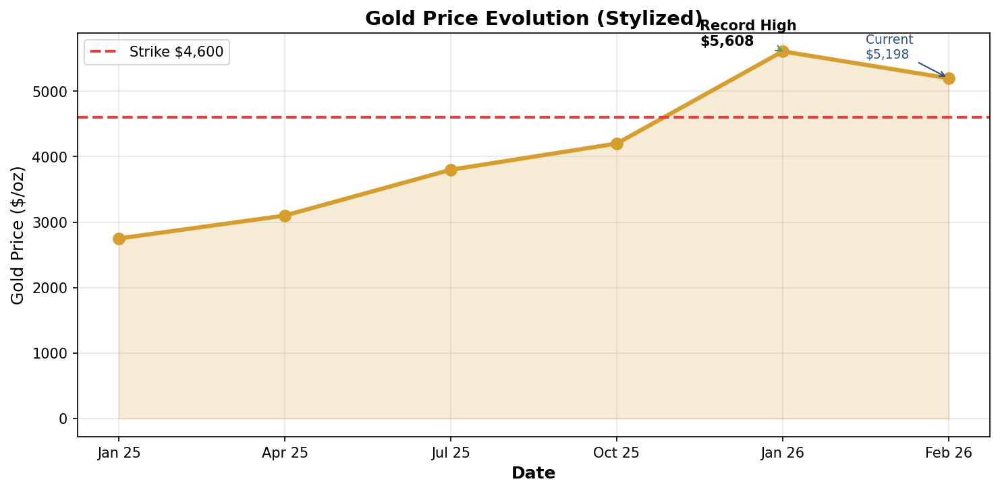 Gold Price Evolution (Stylized)
Record High
$5,608
Current
$5,198
Strike $4,600
Gold Price ($/oz)
5000
4000
3000
2000
1000
0
Jan 25
Apr 25
Jul 25
Oct 25
Jan 26
Feb 26
Date